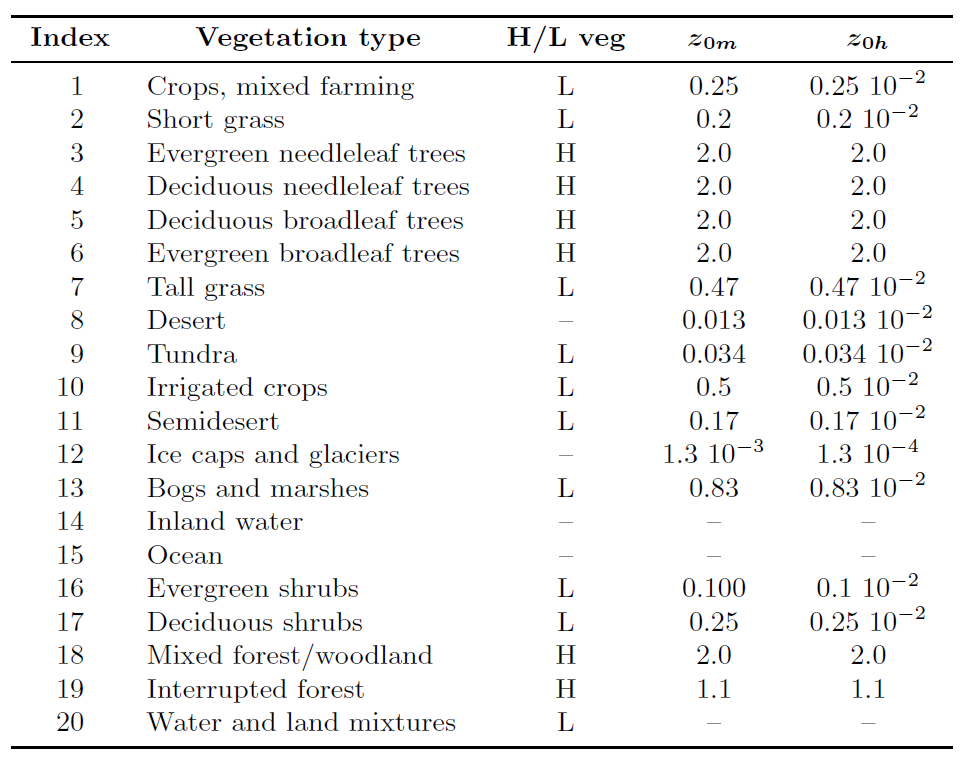 Index Vegetation type H/L veg z₀ₘ z₀ₕ
1 Crops, mixed farming L 0.25 0.25 10⁻²
2 Short grass L 0.2 0.2 10⁻²
3 Evergreen needleleaf trees H 2.0 2.0
4 Deciduous needleleaf trees H 2.0 2.0
5 Deciduous broadleaf trees H 2.0 2.0
6 Evergreen broadleaf trees H 2.0 2.0
7 Tall grass L 0.47 0.47 10⁻²
8 Desert – 0.013 0.013 10⁻²
9 Tundra L 0.034 0.034 10⁻²
10 Irrigated crops L 0.5 0.5 10⁻²
11 Semidesert L 0.17 0.17 10⁻²
12 Ice caps and glaciers – 1.3 10⁻³ 1.3 10⁻⁴
13 Bogs and marshes L 0.83 0.83 10⁻²
14 Inland water – – –
15 Ocean – – –
16 Evergreen shrubs L 0.100 0.1 10⁻²
17 Deciduous shrubs L 0.25 0.25 10⁻²
18 Mixed forest/woodland H 2.0 2.0
19 Interrupted forest H 1.1 1.1
20 Water and land mixtures L – –